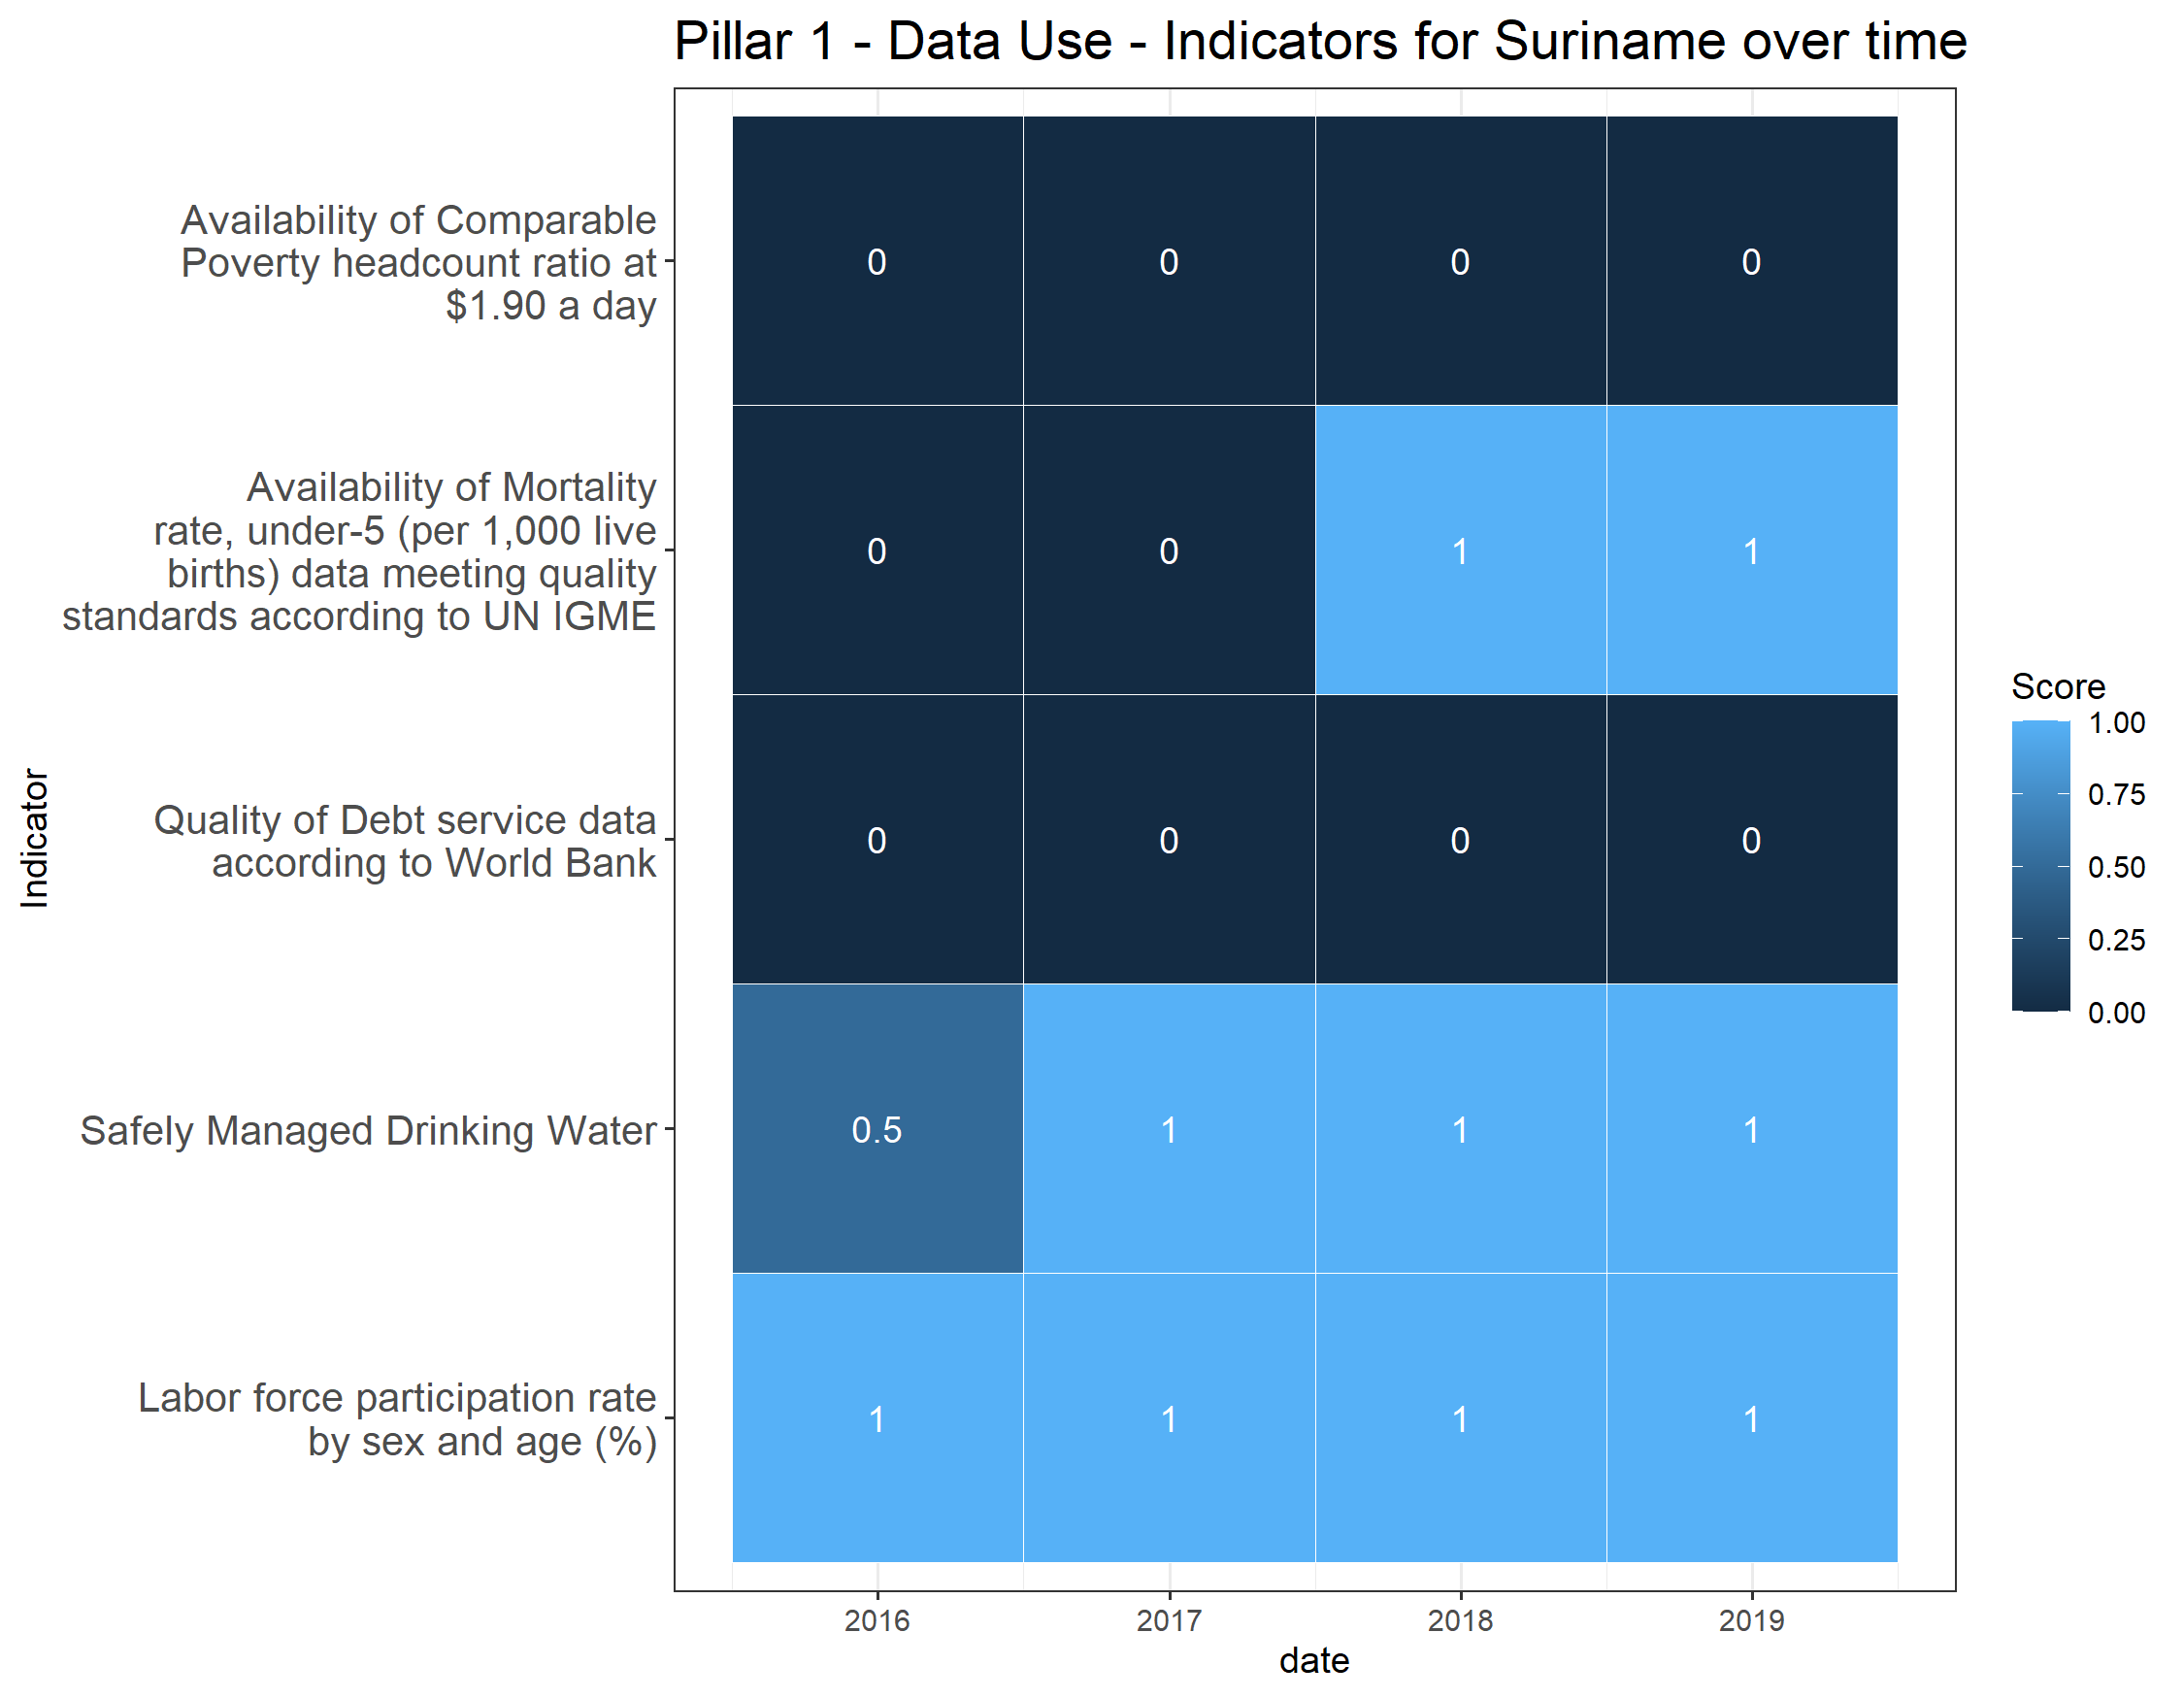 Pillar 1 - Data Use - Indicators for Suriname over time
Indicator
Availability of Comparable
Poverty headcount ratio at
$1.90 a day
0 0 0 0
Availability of Mortality
rate, under-5 (per 1,000 live
births) data meeting quality
standards according to UN IGME
0 0 1 1
Quality of Debt service data
according to World Bank
0 0 0 0
Safely Managed Drinking Water
0.5 1 1 1
Labor force participation rate
by sex and age (%)
1 1 1 1
2016 2017 2018 2019
date
Score
1.00
0.75
0.50
0.25
0.00